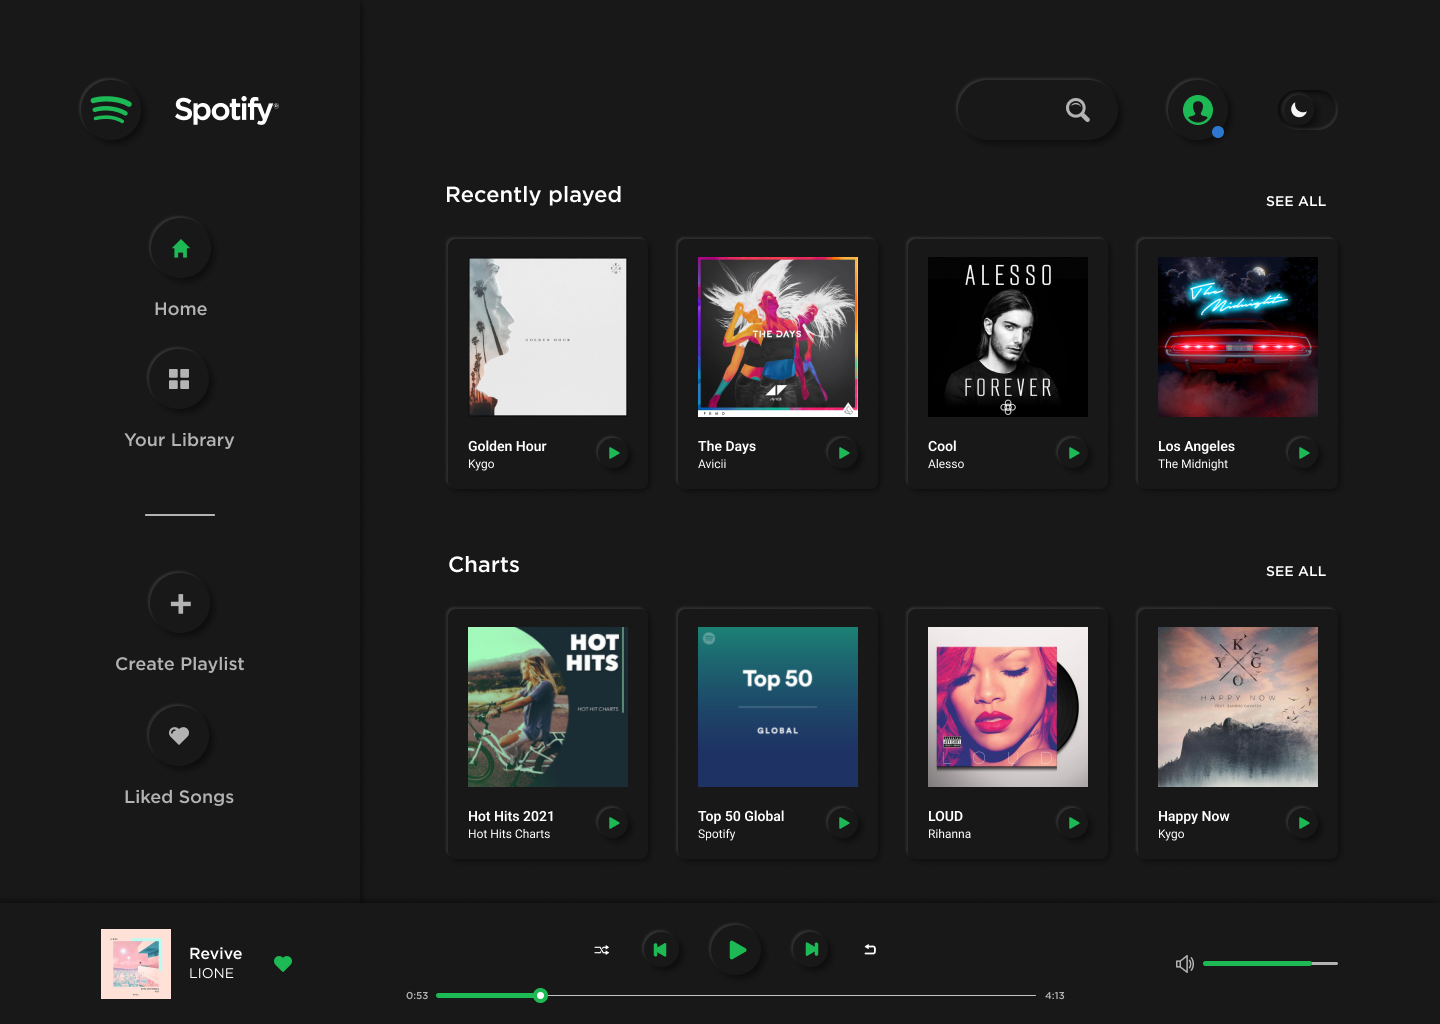 Spotify®
Home
Your Library
Create Playlist
Liked Songs
Recently played
SEE ALL
GOLDEN HOUR
Golden Hour
Kygo
THE DAYS
AVICII
The Days
Avicii
ALESSO
FOREVER
Cool
Alesso
The
Midnight
Los Angeles
The Midnight
Charts
SEE ALL
HOT
HITS
HOT HIT CHARTS
Hot Hits 2021
Hot Hits Charts
Top 50
GLOBAL
Top 50 Global
Spotify
LOUD
LOUD
Rihanna
K
Y G
O
HAPPY NOW
Happy Now
Kygo
Revive
LIONE
0:53
4:13